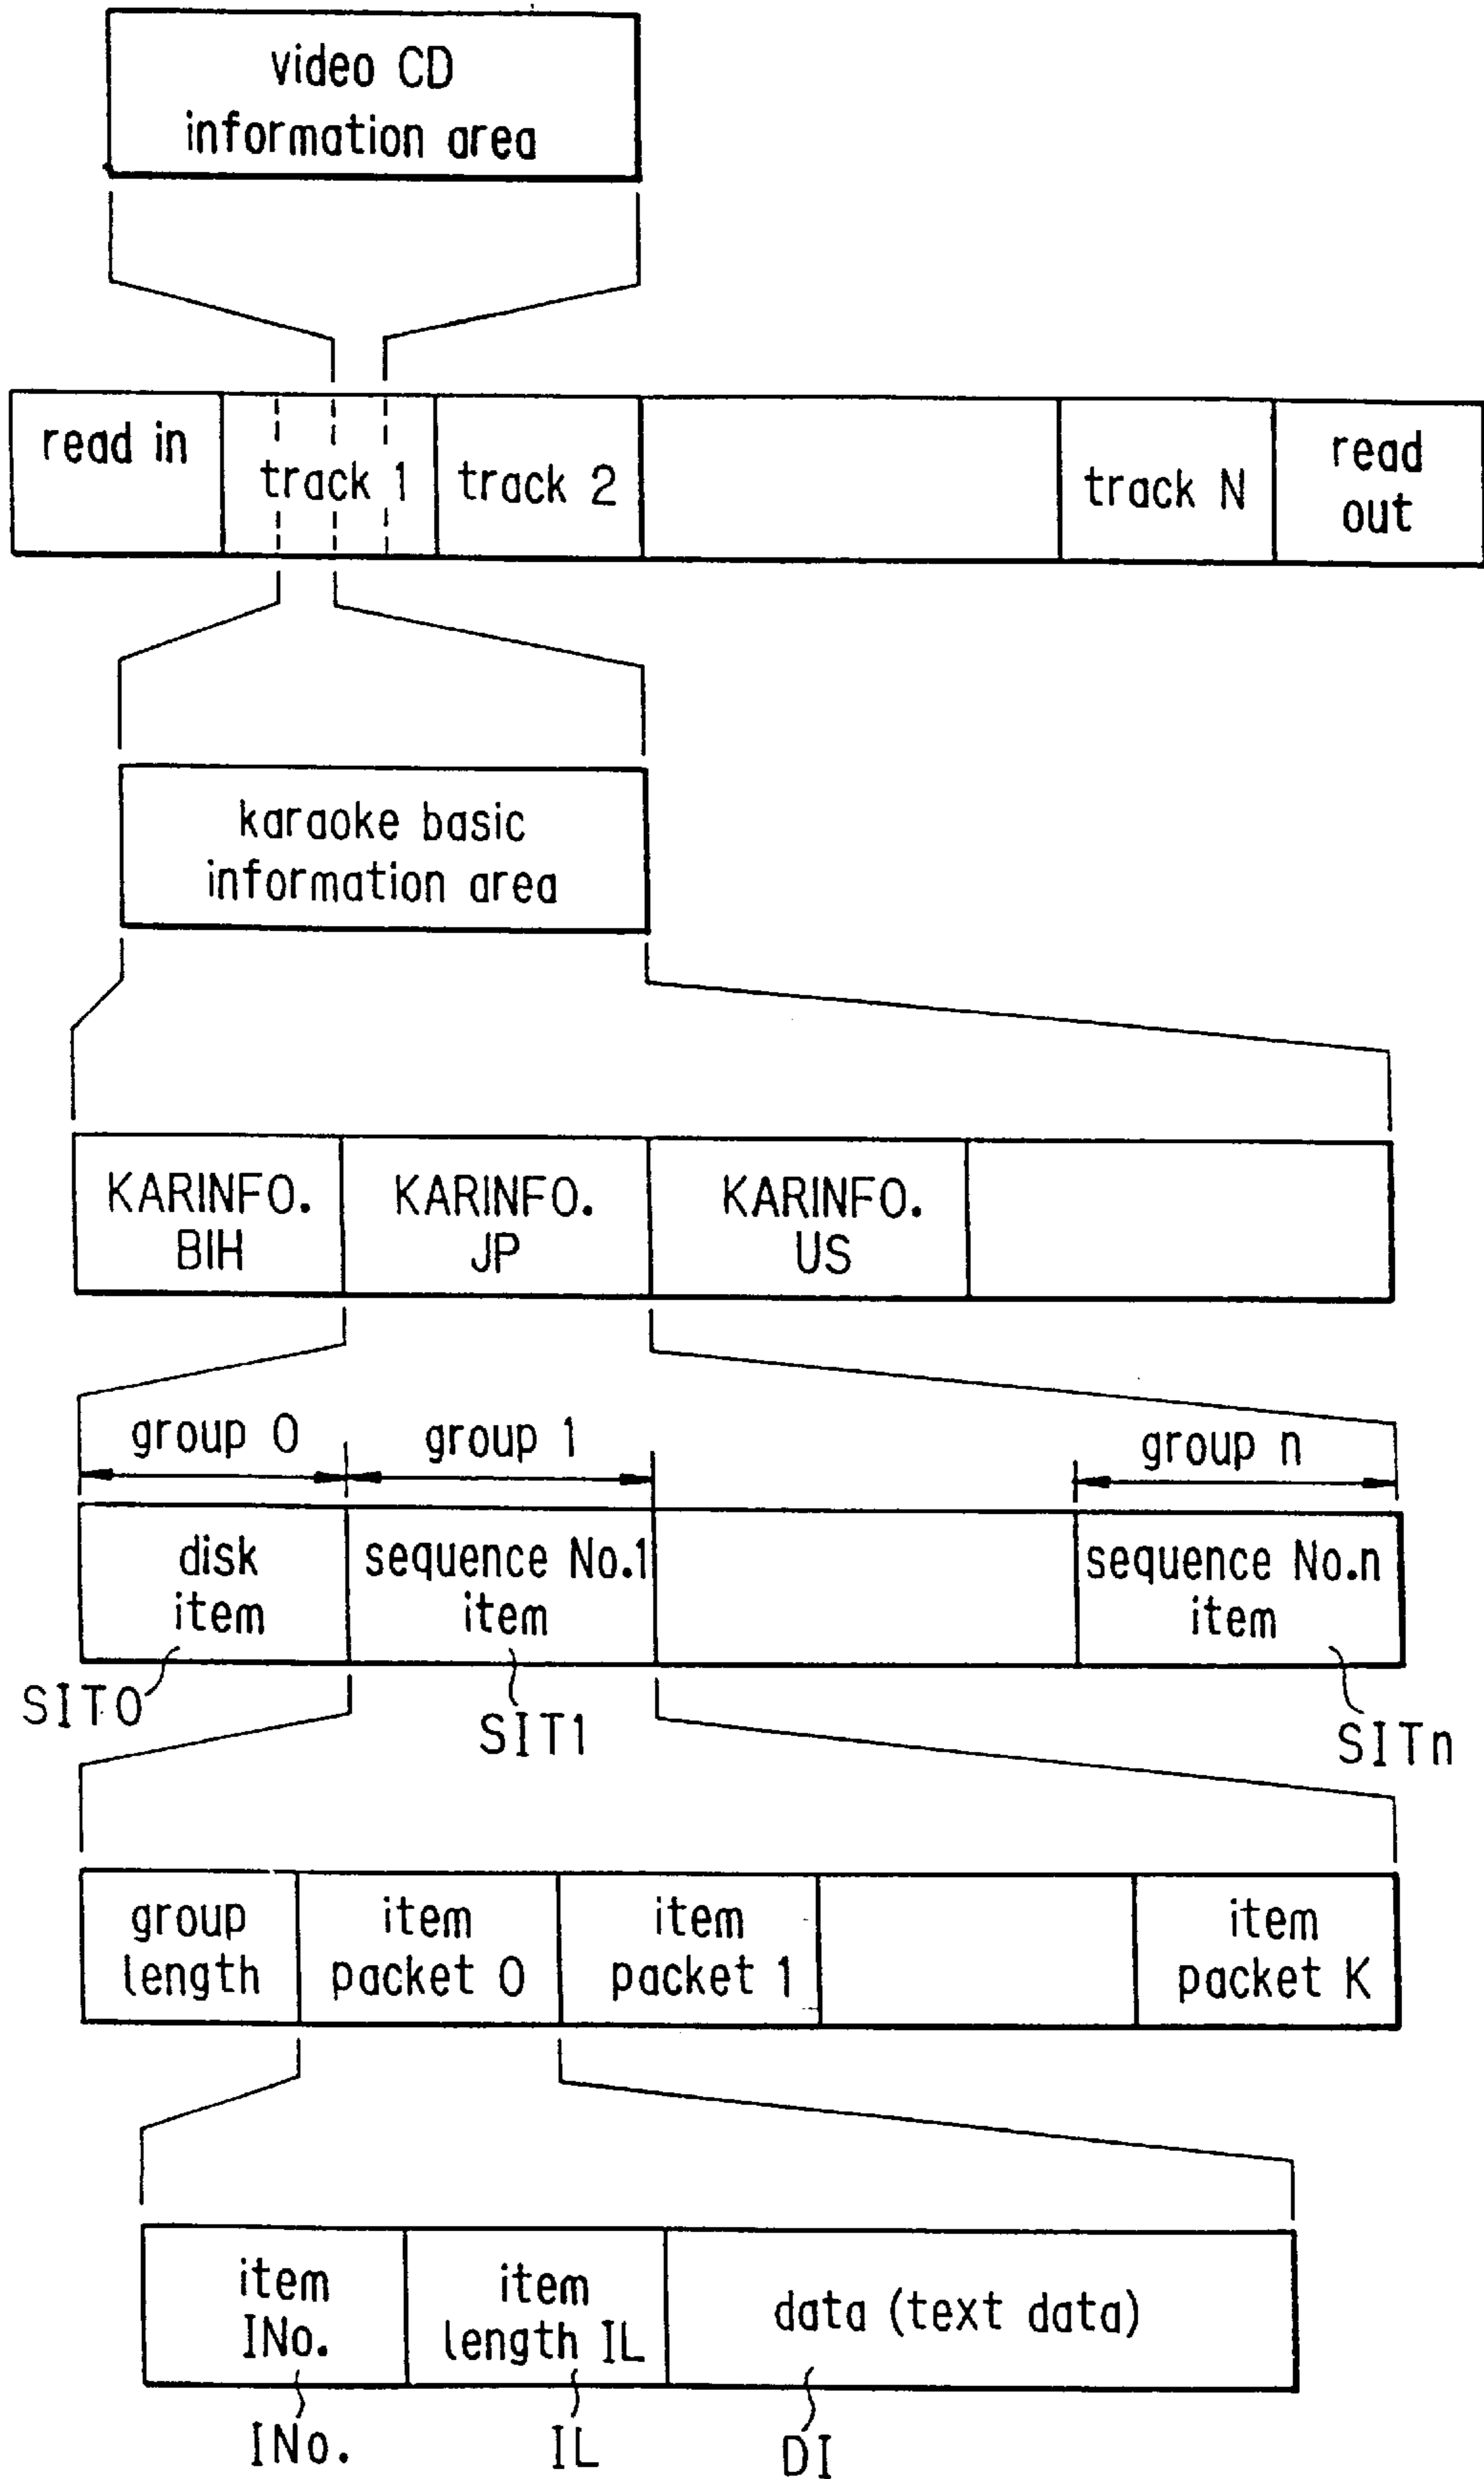 video CD
information area
read in
track 1
track 2
track N
read
out
karaoke basic
information area
KARINFO.
BIH
KARINFO.
JP
KARINFO.
US
group 0
group 1
group n
disk
item
sequence No.1
item
sequence No.n
item
SIT0
SIT1
SITn
group
length
item
packet 0
item
packet 1
item
packet K
item
INo.
item
length IL
data (text data)
INo.
IL
DI